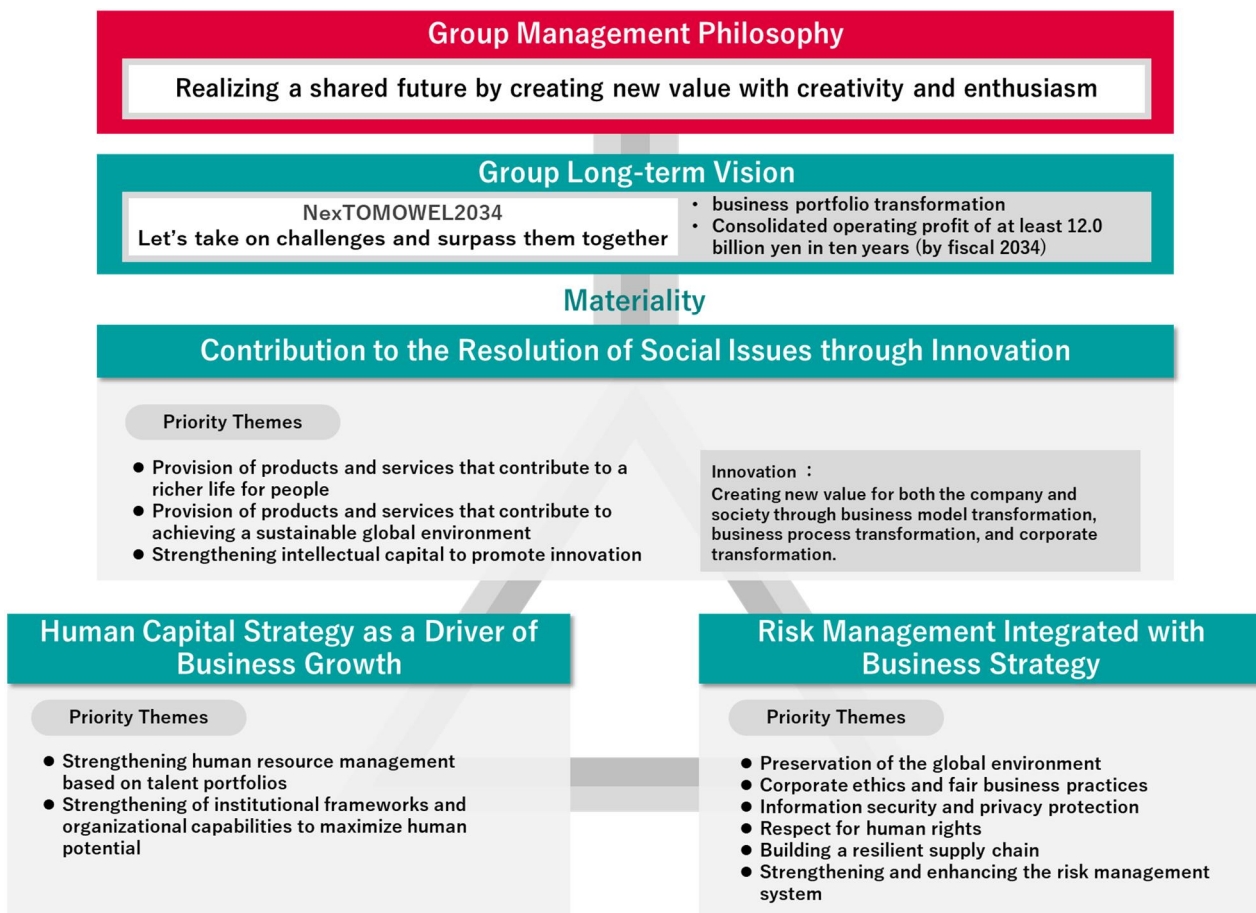 Group Management Philosophy
Realizing a shared future by creating new value with creativity and enthusiasm
Group Long-term Vision
NexTOMOWEL2034
Let's take on challenges and surpass them together
• business portfolio transformation
• Consolidated operating profit of at least 12.0
billion yen in ten years (by fiscal 2034)
Materiality
Contribution to the Resolution of Social Issues through Innovation
Priority Themes
● Provision of products and services that contribute to a
richer life for people
● Provision of products and services that contribute to
achieving a sustainable global environment
● Strengthening intellectual capital to promote innovation
Innovation :
Creating new value for both the company and
society through business model transformation,
business process transformation, and corporate
transformation.
Human Capital Strategy as a Driver of
Business Growth
Priority Themes
● Strengthening human resource management
based on talent portfolios
● Strengthening of institutional frameworks and
organizational capabilities to maximize human
potential
Risk Management Integrated with
Business Strategy
Priority Themes
● Preservation of the global environment
● Corporate ethics and fair business practices
● Information security and privacy protection
● Respect for human rights
● Building a resilient supply chain
● Strengthening and enhancing the risk management
system